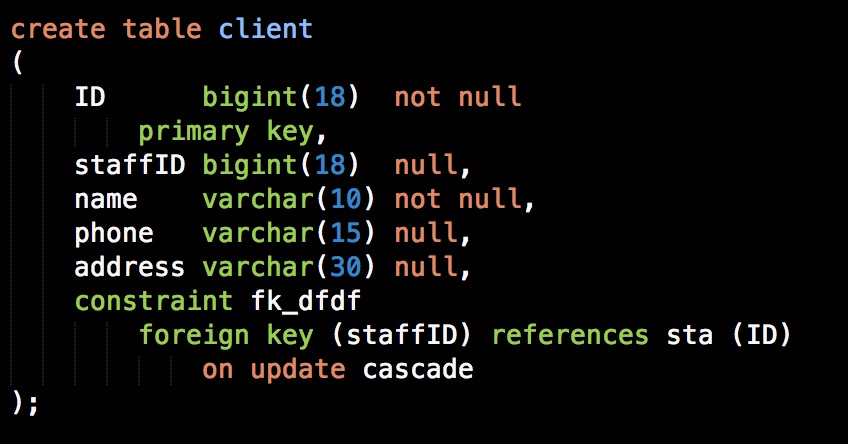 create table client
(
ID bigint(18) not null
primary key,
staffID bigint(18) null,
name varchar(10) not null,
phone varchar(15) null,
address varchar(30) null,
constraint fk_dfdf
foreign key (staffID) references sta (ID)
on update cascade
);